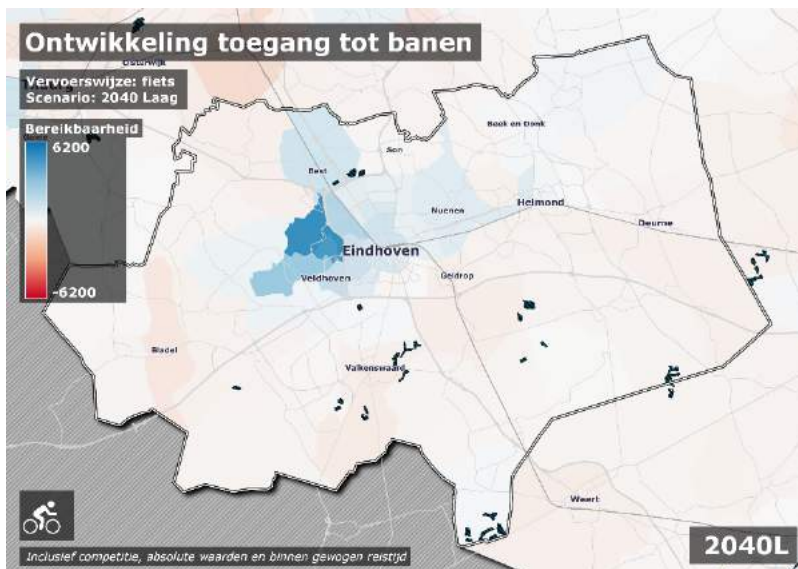 Ontwikkeling toegang tot banen
Oisterwijk
Vervoerswijze: fiets
Scenario: 2040 Laag
Bereikbaarheid
6200
-6200
Beek en Donk
Son
Best
Nuenen
Helmond
Deurne
Eindhoven
Veldhoven
Geldrop
Bladel
Valkenswaard
Weert
2040L
Inclusief competitie, absolute waarden en binnen gewogen reistijd